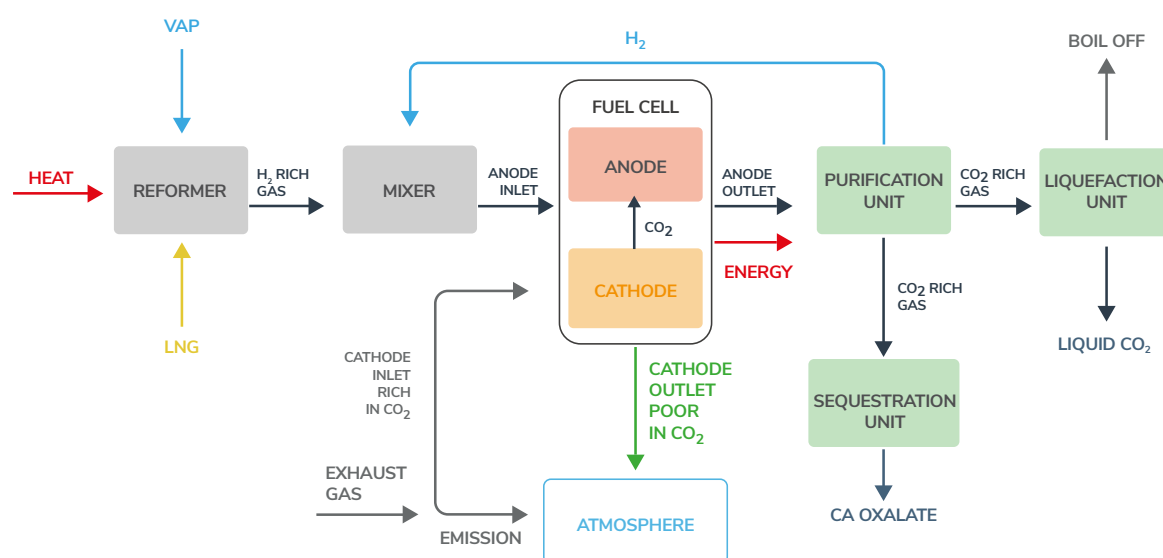 VAP
H2
BOIL OFF
FUEL CELL
HEAT
REFORMER
H2 RICH
GAS
MIXER
ANODE
INLET
ANODE
CO2
CATHODE
ANODE
OUTLET
ENERGY
PURIFICATION
UNIT
CO2 RICH
GAS
LIQUEFACTION
UNIT
CO2 RICH
GAS
LNG
CATHODE
INLET
RICH
IN CO2
CATHODE
OUTLET
POOR
IN CO2
LIQUID CO2
SEQUESTRATION
UNIT
EXHAUST
GAS
EMISSION
ATMOSPHERE
CA OXALATE